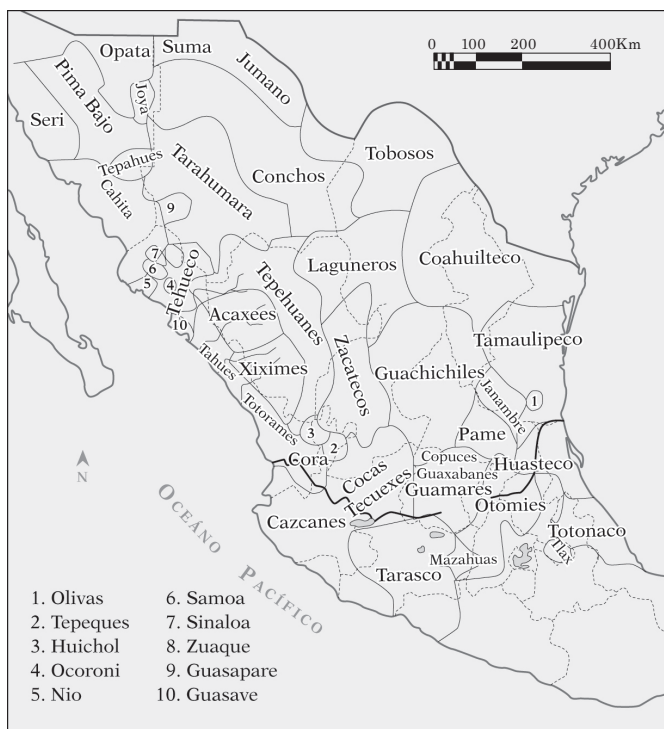 0 100 200 400Km
Opata
Suma
Jumano
Pima Bajo
Joya
Seri
Tepahues
Tarahumara
Conchos
Tobosos
Cahita
9
7
6
5
4
Tehueco
10
Laguneros
Coahuilteco
Tepehuanes
Acaxees
Tahues
Xiximes
Zacatecos
Tamaulipeco
Guachichiles
Janambre
1
Totorames
3
2
Cora
Pame
Copuces
Guaxabanes
Huasteco
Cocas
Tecuexes
Guamares
Otomies
Cazcanes
Totonaco
Tlax
Mazahuas
Tarasco
N
OCEÁNO PACÍFICO
1. Olivas
2. Tepeques
3. Huichol
4. Ocoroni
5. Nio
6. Samoa
7. Sinaloa
8. Zuaque
9. Guasapare
10. Guasave